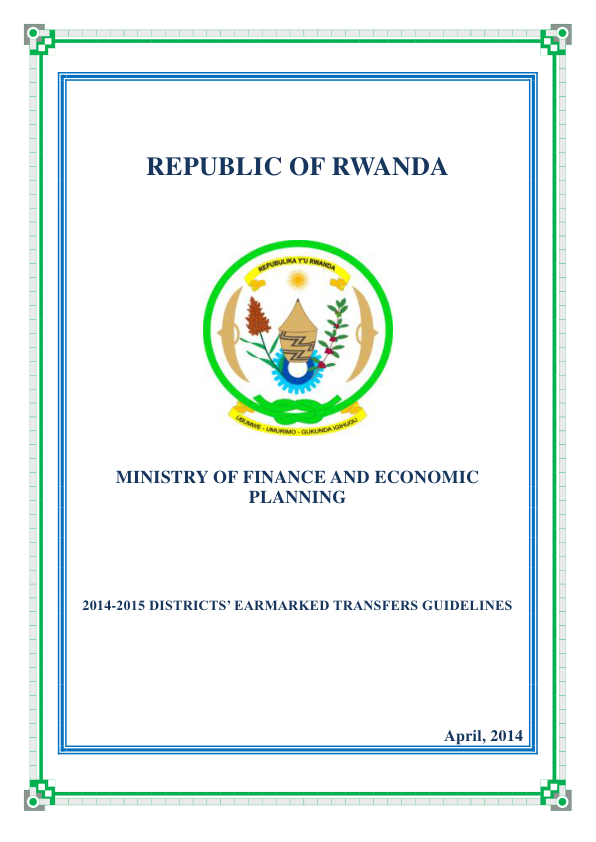 REPUBLIC OF RWANDA
REPUBULIKA Y'U RWANDA
UBUMWE - UMURIMO - GUKUNDA IGIHUGU
MINISTRY OF FINANCE AND ECONOMIC
PLANNING
2014-2015 DISTRICTS’ EARMARKED TRANSFERS GUIDELINES
April, 2014